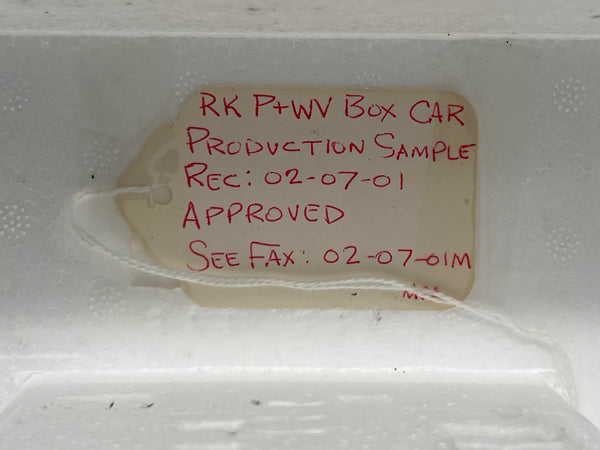 RK P+WV BOX CAR
PRODUCTION SAMPLE
REC: 02-07-01
APPROVED
SEE FAX: 02-07-01M